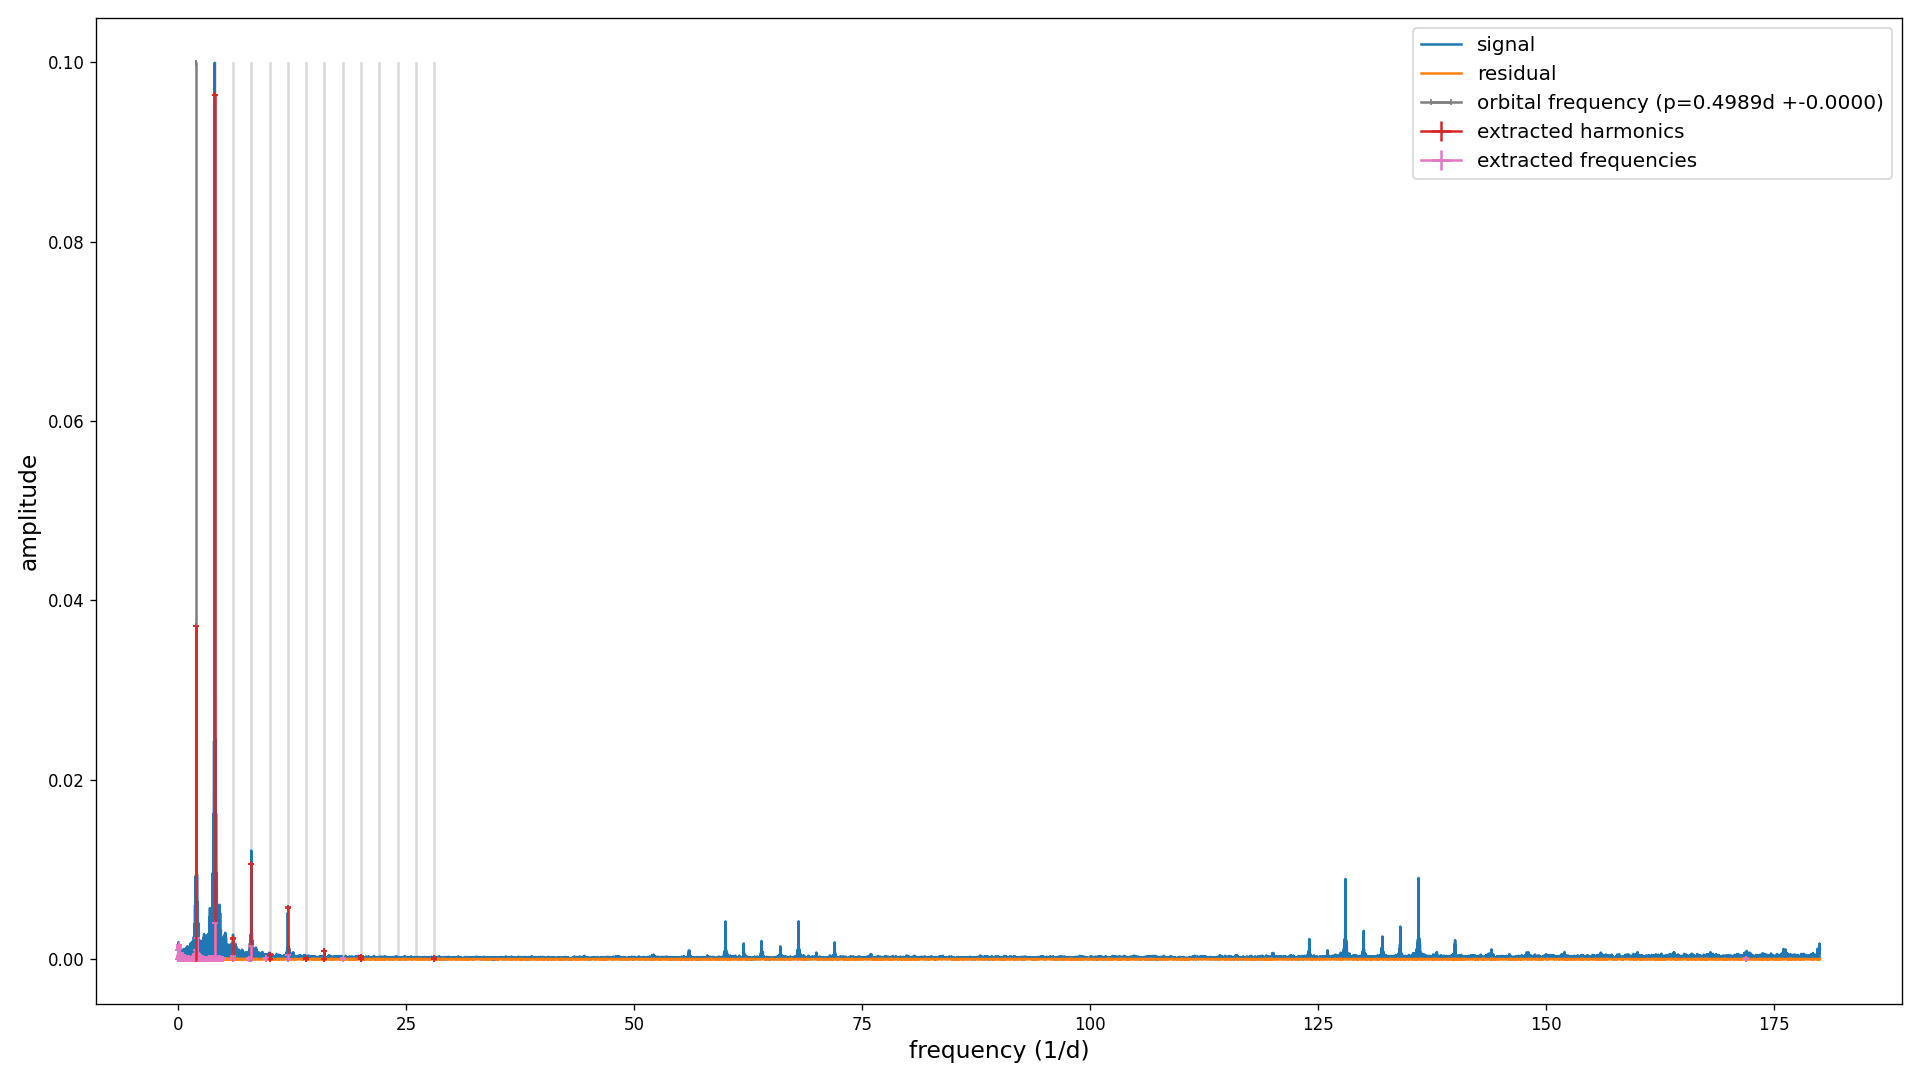 signal
residual
orbital frequency (p=0.4989d +-0.0000)
extracted harmonics
extracted frequencies
0.10
0.08
0.06
0.04
0.02
0.00
amplitude
0 25 50 75 100 125 150 175
frequency (1/d)